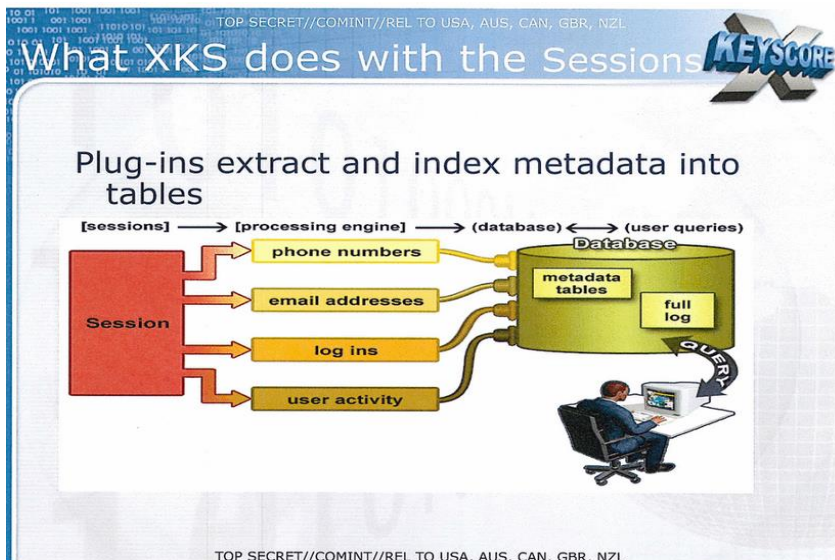 TOP SECRET//COMINT//REL TO USA, AUS, CAN, GBR, NZL
What XKS does with the Sessions
X KEYSCORE
Plug-ins extract and index metadata into
tables
[sessions] → [processing engine] → (database) ↔ (user queries)
Database
phone numbers
metadata
tables
email addresses
full
log
Session
log ins
QUERY
user activity
TOP SECRET//COMINT//REL TO USA, AUS, CAN, GBR, NZL